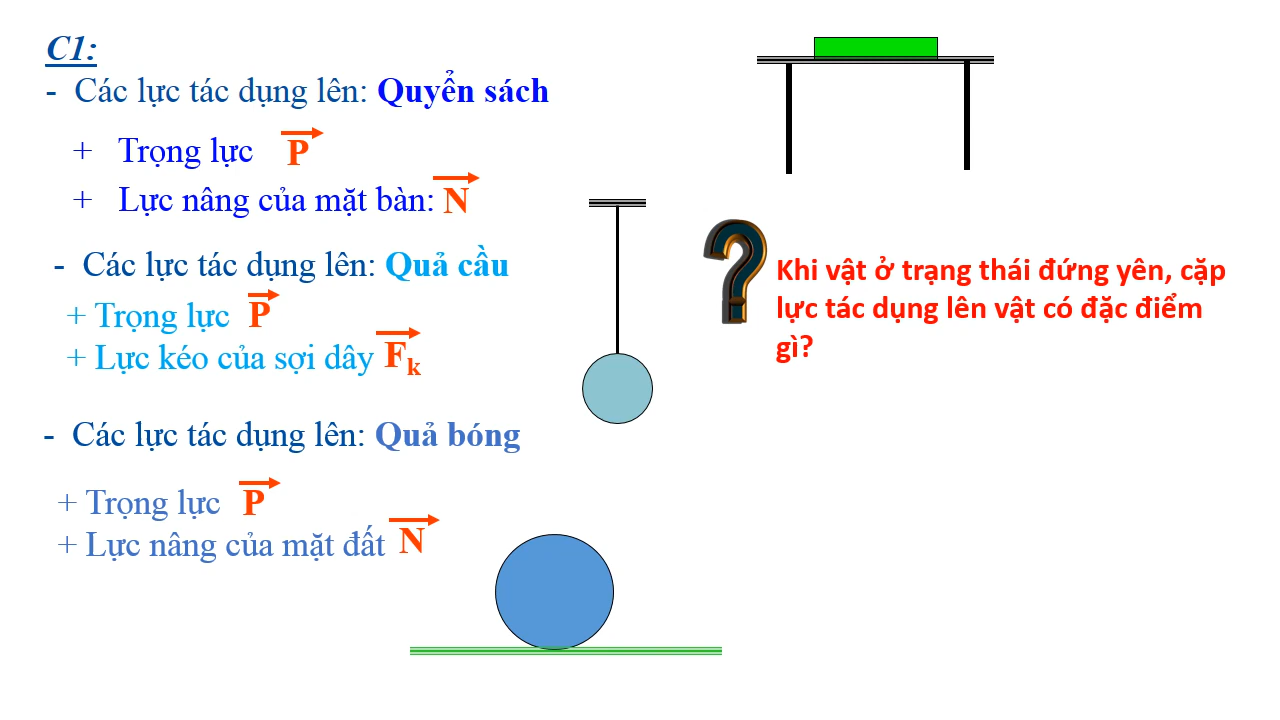 C1:
- Các lực tác dụng lên: Quyển sách
+ Trọng lực P
+ Lực nâng của mặt bàn: N
- Các lực tác dụng lên: Quả cầu
+ Trọng lực P
+ Lực kéo của sợi dây Fk
- Các lực tác dụng lên: Quả bóng
+ Trọng lực P
+ Lực nâng của mặt đất N
Khi vật ở trạng thái đứng yên, cặp
lực tác dụng lên vật có đặc điểm
gì?